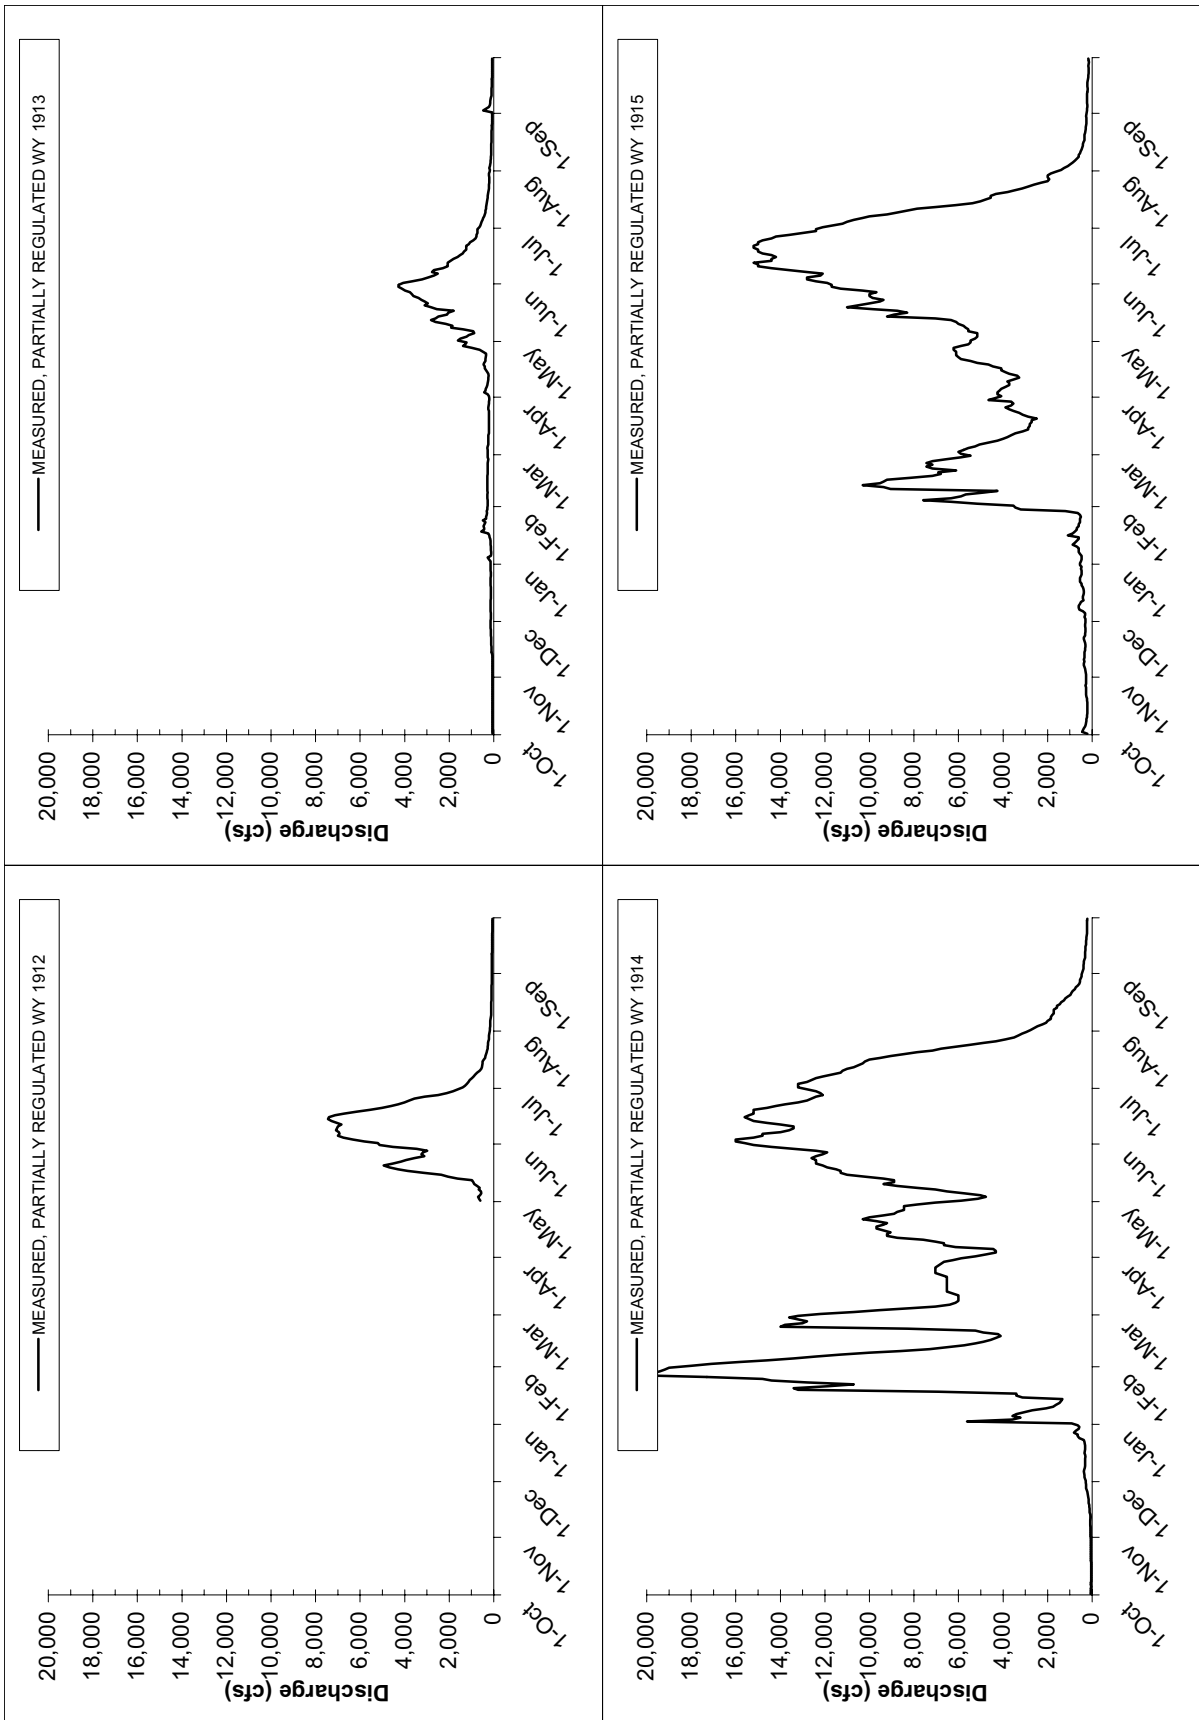 MEASURED, PARTIALLY REGULATED WY 1912
Discharge (cfs)
20,000
18,000
16,000
14,000
12,000
10,000
8,000
6,000
4,000
2,000
0
1-Oct
1-Nov
1-Dec
1-Jan
1-Feb
1-Mar
1-Apr
1-May
1-Jun
1-Jul
1-Aug
1-Sep
MEASURED, PARTIALLY REGULATED WY 1913
Discharge (cfs)
20,000
18,000
16,000
14,000
12,000
10,000
8,000
6,000
4,000
2,000
0
1-Oct
1-Nov
1-Dec
1-Jan
1-Feb
1-Mar
1-Apr
1-May
1-Jun
1-Jul
1-Aug
1-Sep
MEASURED, PARTIALLY REGULATED WY 1914
Discharge (cfs)
20,000
18,000
16,000
14,000
12,000
10,000
8,000
6,000
4,000
2,000
0
1-Oct
1-Nov
1-Dec
1-Jan
1-Feb
1-Mar
1-Apr
1-May
1-Jun
1-Jul
1-Aug
1-Sep
MEASURED, PARTIALLY REGULATED WY 1915
Discharge (cfs)
20,000
18,000
16,000
14,000
12,000
10,000
8,000
6,000
4,000
2,000
0
1-Oct
1-Nov
1-Dec
1-Jan
1-Feb
1-Mar
1-Apr
1-May
1-Jun
1-Jul
1-Aug
1-Sep